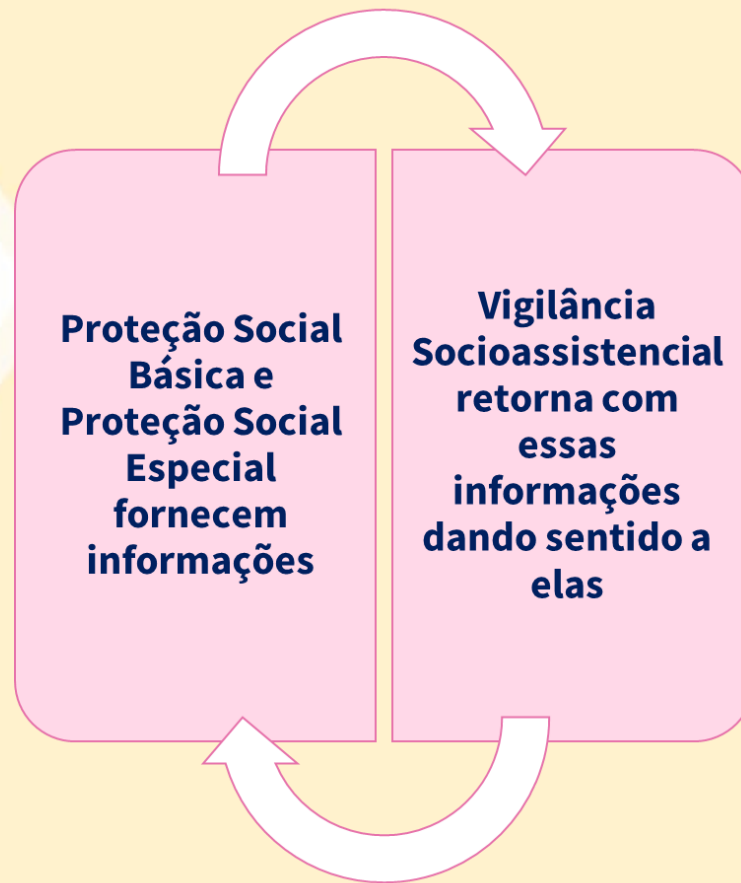 Proteção Social
Básica e
Proteção Social
Especial
fornecem
informações
Vigilância
Socioassistencial
retorna com
essas
informações
dando sentido a
elas